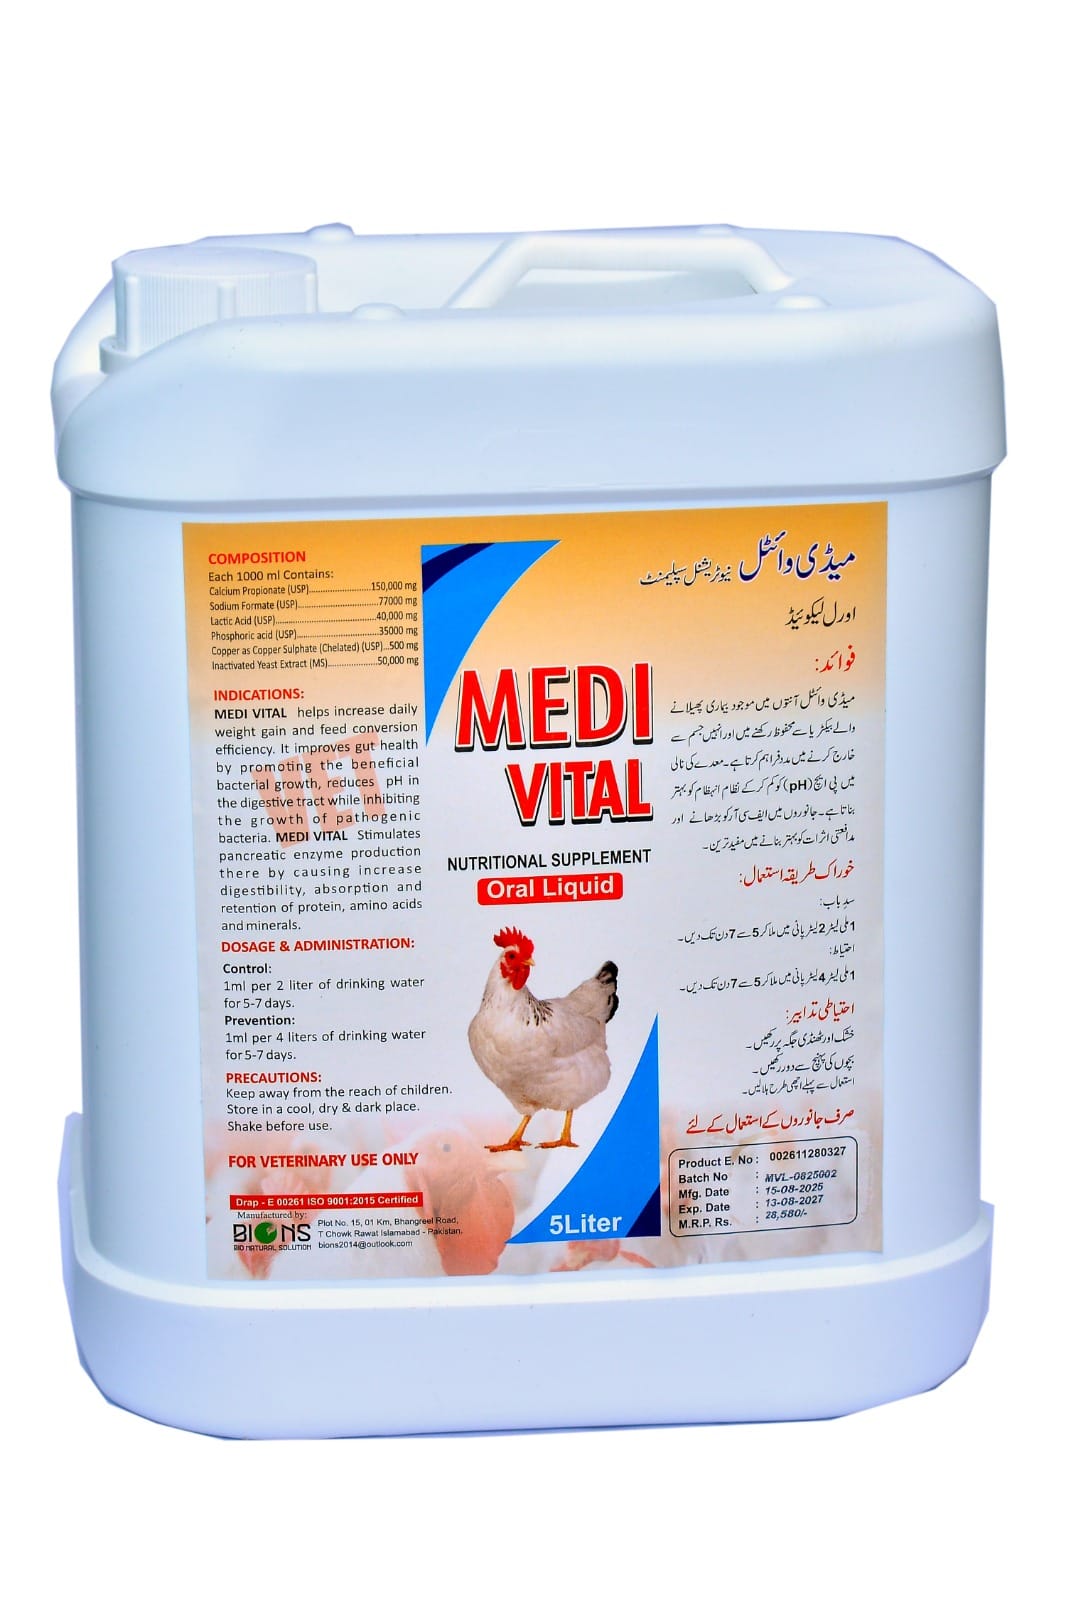 COMPOSITION
Each 1000 ml Contains:
Calcium Propionate (USP)........................150,000 mg
Sodium Formate (USP)..............................77000 mg
Lactic Acid (USP).......................................40,000 mg
Phosphoric acid (USP)...............................35000 mg
Copper as Copper Sulphate (Chelated) (USP)...500 mg
Inactivated Yeast Extract (MS)...................50,000 mg
INDICATIONS:
MEDI VITAL helps increase daily
weight gain and feed conversion
efficiency. It improves gut health
by promoting the beneficial
bacterial growth, reduces pH in
the digestive tract while inhibiting
the growth of pathogenic
bacteria. MEDI VITAL Stimulates
pancreatic enzyme production
there by causing increase
digestibility, absorption and
retention of protein, amino acids
and minerals.
VET
DOSAGE & ADMINISTRATION:
Control:
1ml per 2 liter of drinking water
for 5-7 days.
Prevention:
1ml per 4 liters of drinking water
for 5-7 days.
PRECAUTIONS:
Keep away from the reach of children.
Store in a cool, dry & dark place.
Shake before use.
FOR VETERINARY USE ONLY
Drap - E 00261 ISO 9001:2015 Certified
Manufactured by:
BIONS
BIO NATURAL SOLUTION
Plot No. 15, 01 Km, Bhangreel Road,
T Chowk Rawat Islamabad - Pakistan.
bions2014@outlook.com
MEDI
VITAL
NUTRITIONAL SUPPLEMENT
Oral Liquid
5Liter
میڈی وائٹل نیوٹریشنل سپلیمنٹ
اورل لیکوئیڈ
فوائد:
میڈی وائٹل آنتوں میں موجود بیماری پھیلانے
والے بیکٹیریا سے محفوظ رکھنے میں اور انہیں جسم سے
خارج کرنے میں مدد فراہم کرتا ہے۔ معدے کی نالی
میں پی ایچ (pH) کو کم کر کے نظام انہظام کو بہتر
بناتا ہے۔ جانوروں میں ایف سی آر کو بڑھانے اور
مدافعتی اثرات کو بہتر بنانے میں مفید ترین۔
خوراک طریقہ استعمال:
سدِ باب:
1 ملی لیٹر 2 لیٹر پانی میں ملا کر 5 سے 7 دن تک دیں۔
احتیاط:
1 ملی لیٹر 4 لیٹر پانی میں ملا کر 5 سے 7 دن تک دیں۔
احتیاطی تدابیر:
خشک اور ٹھنڈی جگہ پر رکھیں۔
بچوں کی پہنچ سے دور رکھیں۔
استعمال سے پہلے اچھی طرح ہلا لیں۔
صرف جانوروں کے استعمال کے لئے
Product E. No : 002611280327
Batch No : MVL-0825002
Mfg. Date : 15-08-2025
Exp. Date : 13-08-2027
M.R.P. Rs. : 28,580/-